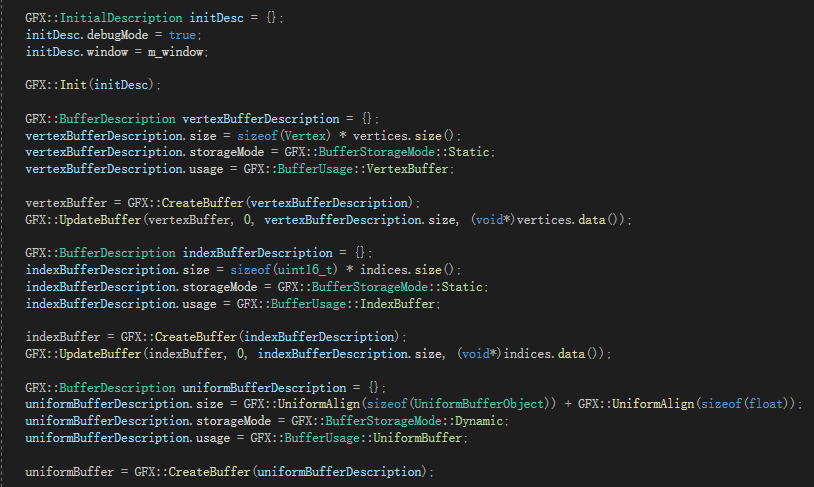 GFX::InitialDescription initDesc = {};
initDesc.debugMode = true;
initDesc.window = m_window;
GFX::Init(initDesc);
GFX::BufferDescription vertexBufferDescription = {};
vertexBufferDescription.size = sizeof(Vertex) * vertices.size();
vertexBufferDescription.storageMode = GFX::BufferStorageMode::Static;
vertexBufferDescription.usage = GFX::BufferUsage::VertexBuffer;
vertexBuffer = GFX::CreateBuffer(vertexBufferDescription);
GFX::UpdateBuffer(vertexBuffer, 0, vertexBufferDescription.size, (void*)vertices.data());
GFX::BufferDescription indexBufferDescription = {};
indexBufferDescription.size = sizeof(uint16_t) * indices.size();
indexBufferDescription.storageMode = GFX::BufferStorageMode::Static;
indexBufferDescription.usage = GFX::BufferUsage::IndexBuffer;
indexBuffer = GFX::CreateBuffer(indexBufferDescription);
GFX::UpdateBuffer(indexBuffer, 0, indexBufferDescription.size, (void*)indices.data());
GFX::BufferDescription uniformBufferDescription = {};
uniformBufferDescription.size = GFX::UniformAlign(sizeof(UniformBufferObject)) + GFX::UniformAlign(sizeof(float));
uniformBufferDescription.storageMode = GFX::BufferStorageMode::Dynamic;
uniformBufferDescription.usage = GFX::BufferUsage::UniformBuffer;
uniformBuffer = GFX::CreateBuffer(uniformBufferDescription);